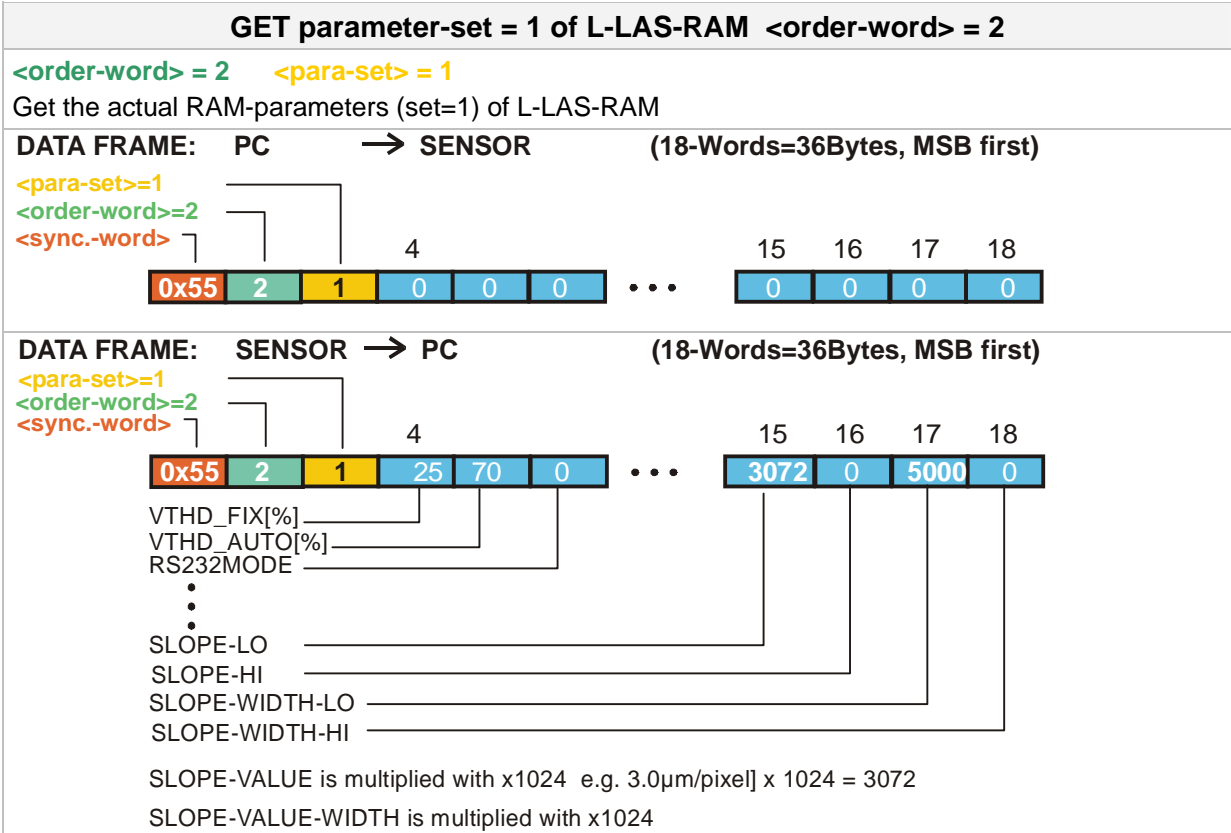 GET parameter-set = 1 of L-LAS-RAM <order-word> = 2
<order-word> = 2 <para-set> = 1
Get the actual RAM-parameters (set=1) of L-LAS-RAM
DATA FRAME: PC → SENSOR (18-Words=36Bytes, MSB first)
<para-set>=1
<order-word>=2
<sync.-word>
4 15 16 17 18
0x55 2 1 0 0 0 • • • 0 0 0 0
DATA FRAME: SENSOR → PC (18-Words=36Bytes, MSB first)
<para-set>=1
<order-word>=2
<sync.-word>
4 15 16 17 18
0x55 2 1 25 70 0 • • • 3072 0 5000 0
VTHD_FIX[%]
VTHD_AUTO[%]
RS232MODE
SLOPE-LO
SLOPE-HI
SLOPE-WIDTH-LO
SLOPE-WIDTH-HI
SLOPE-VALUE is multiplied with x1024 e.g. 3.0µm/pixel] x 1024 = 3072
SLOPE-VALUE-WIDTH is multiplied with x1024